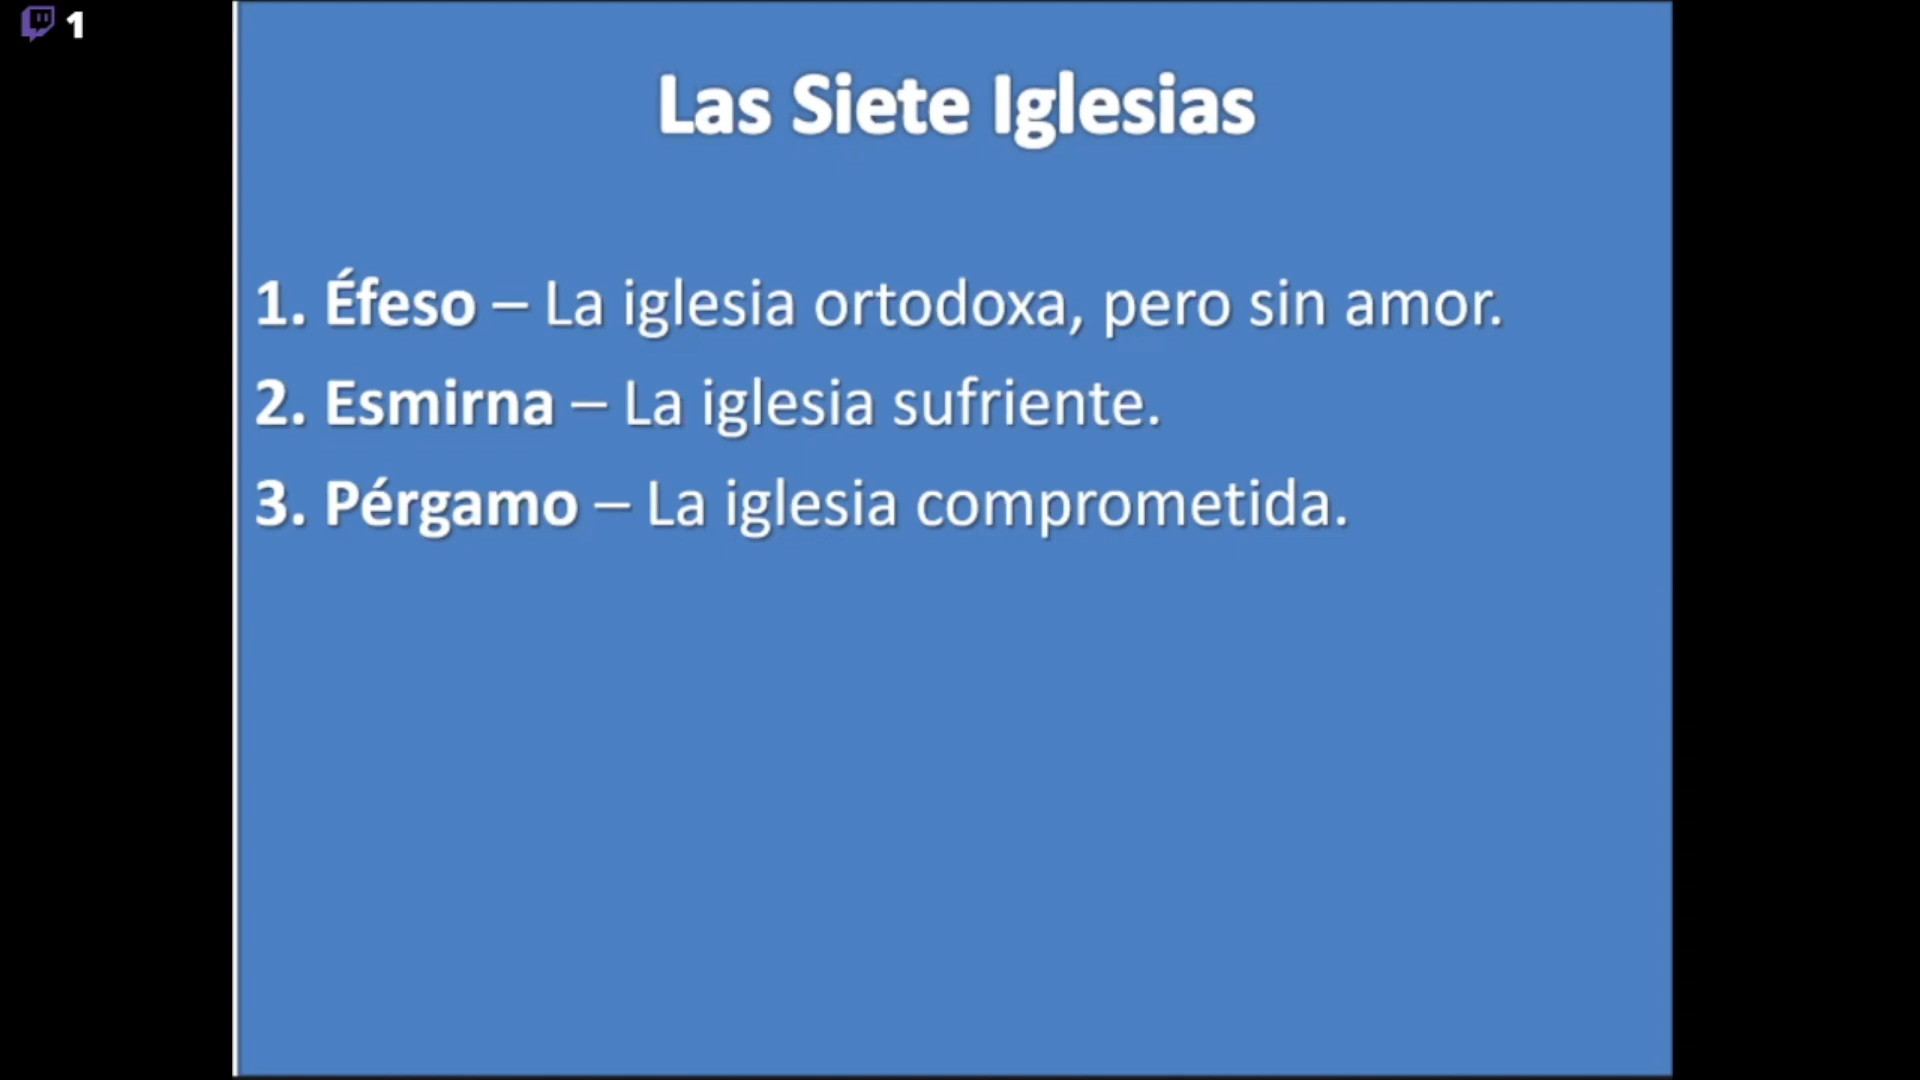 1
Las Siete Iglesias
1. Éfeso – La iglesia ortodoxa, pero sin amor.
2. Esmirna – La iglesia sufriente.
3. Pérgamo – La iglesia comprometida.